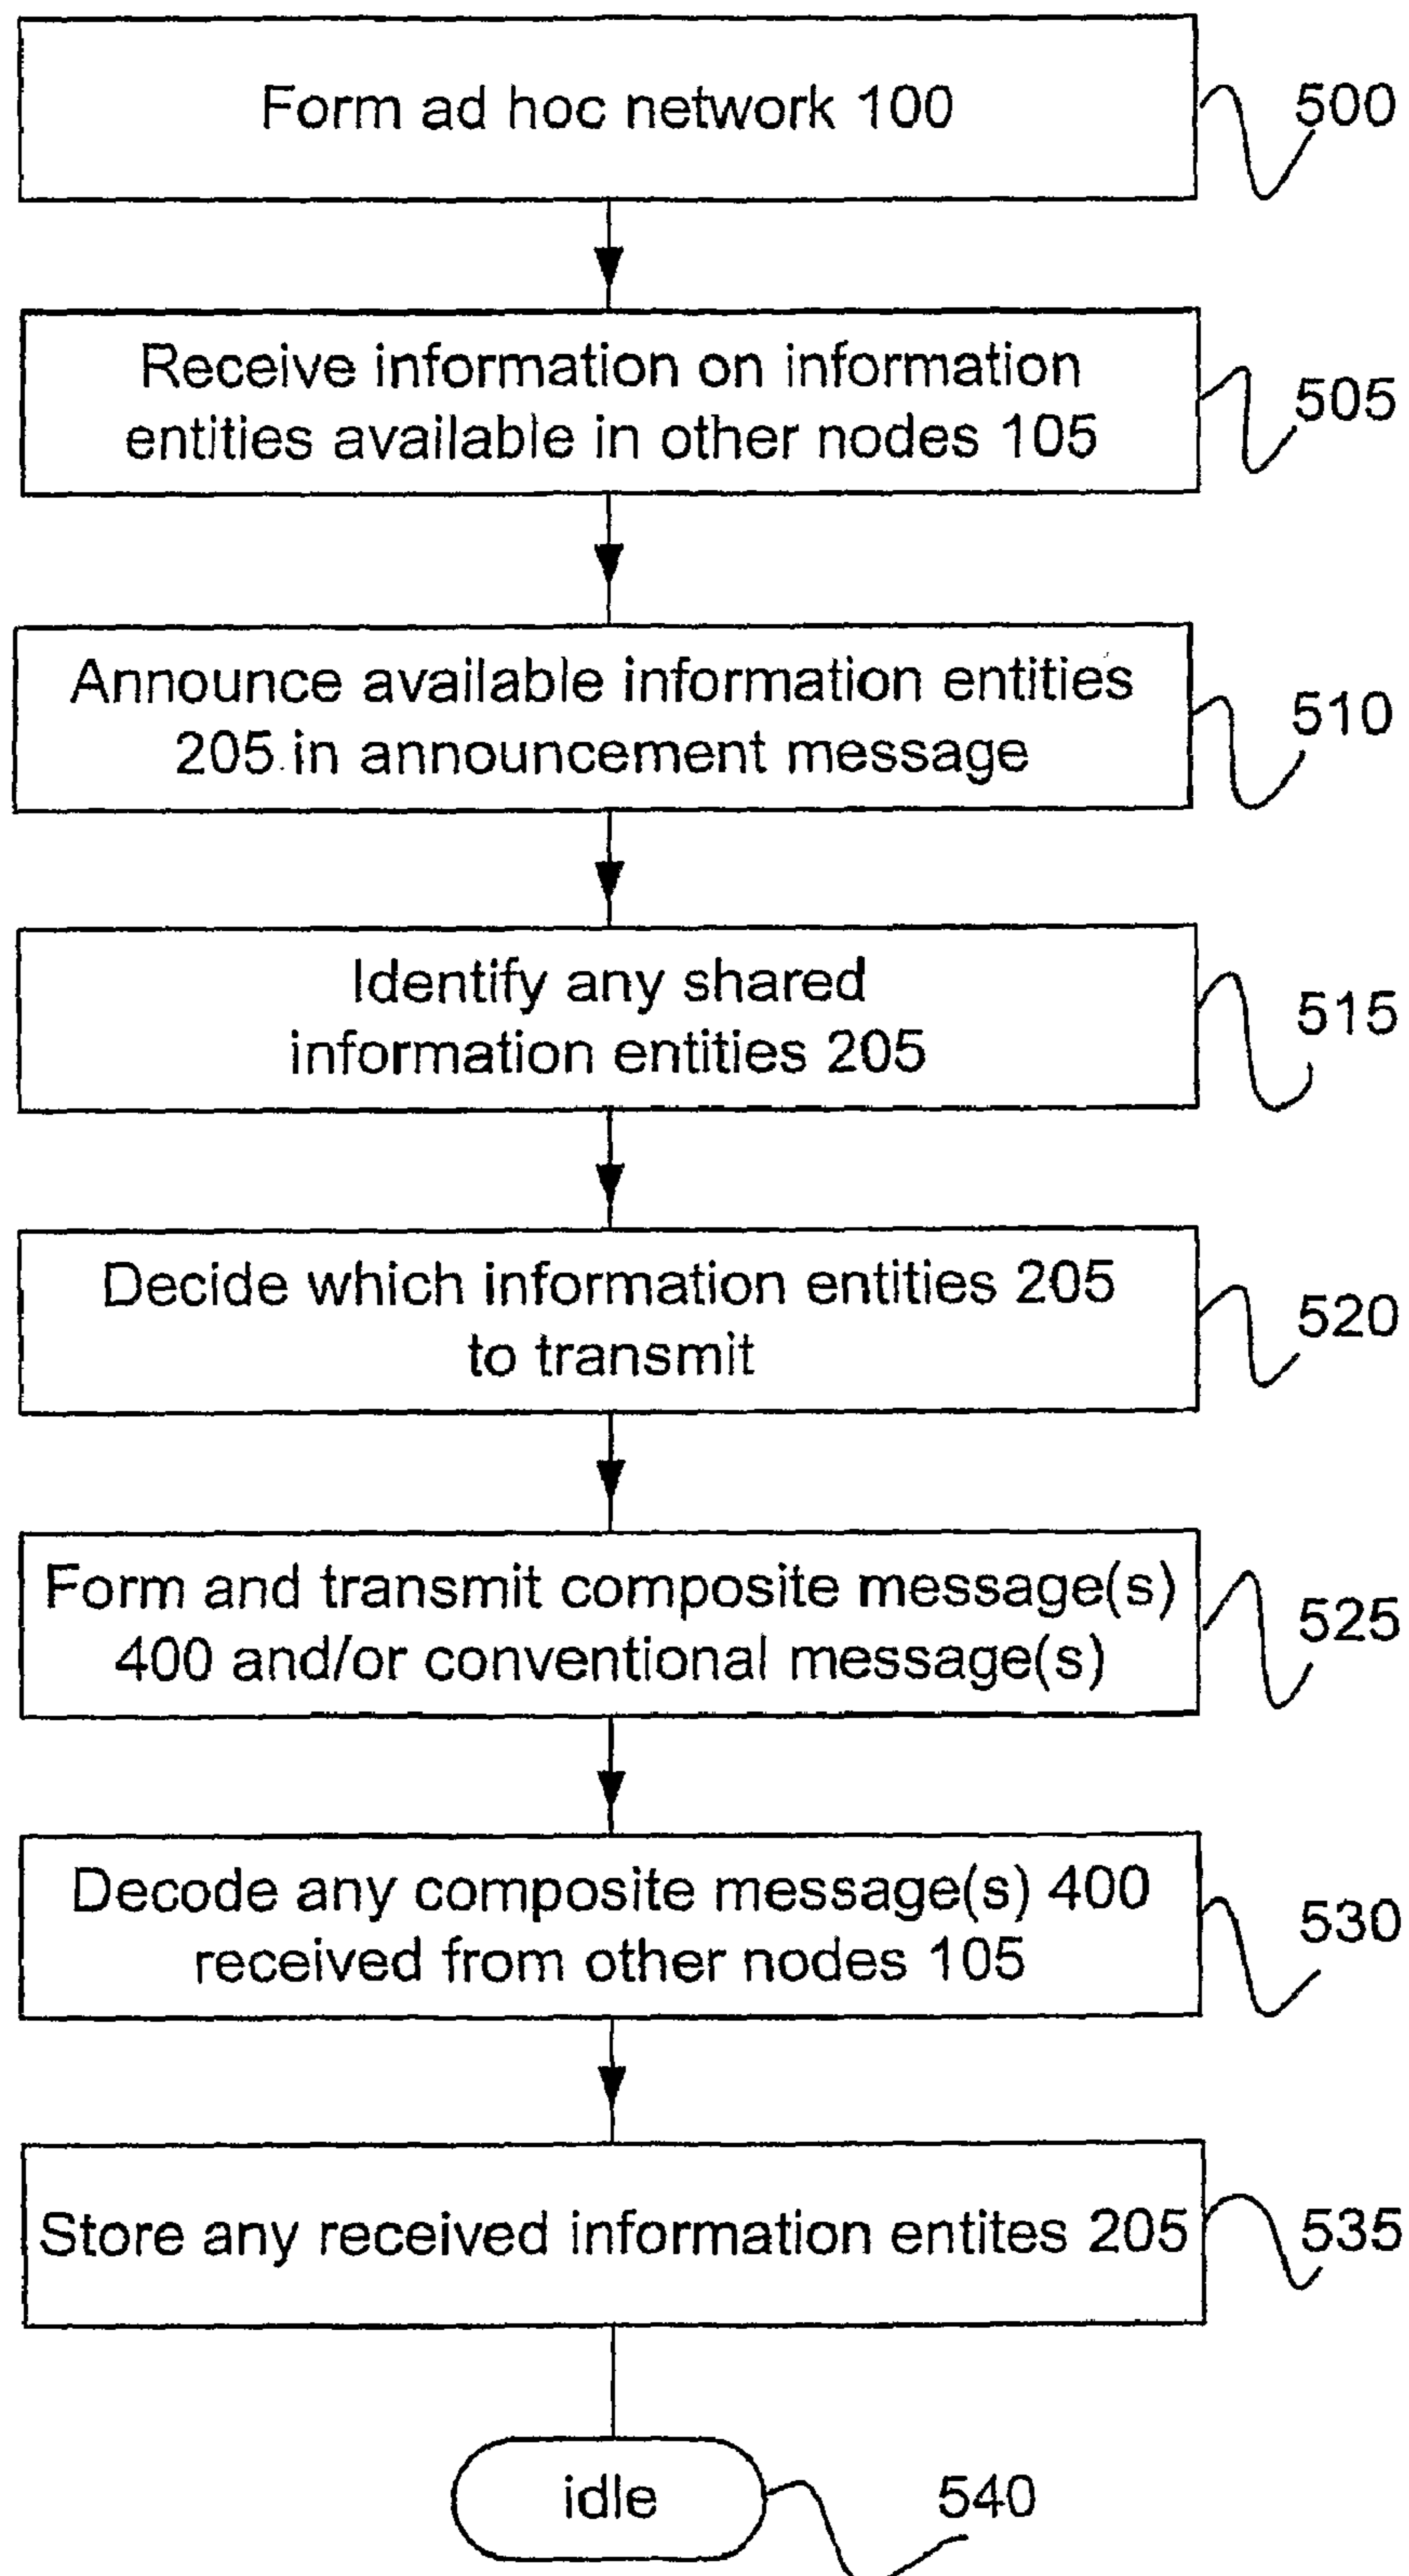 Form ad hoc network 100
500
Receive information on information
entities available in other nodes 105
505
Announce available information entities
205 in announcement message
510
Identify any shared
information entities 205
515
Decide which information entities 205
to transmit
520
Form and transmit composite message(s)
400 and/or conventional message(s)
525
Decode any composite message(s) 400
received from other nodes 105
530
Store any received information entites 205
535
idle
540